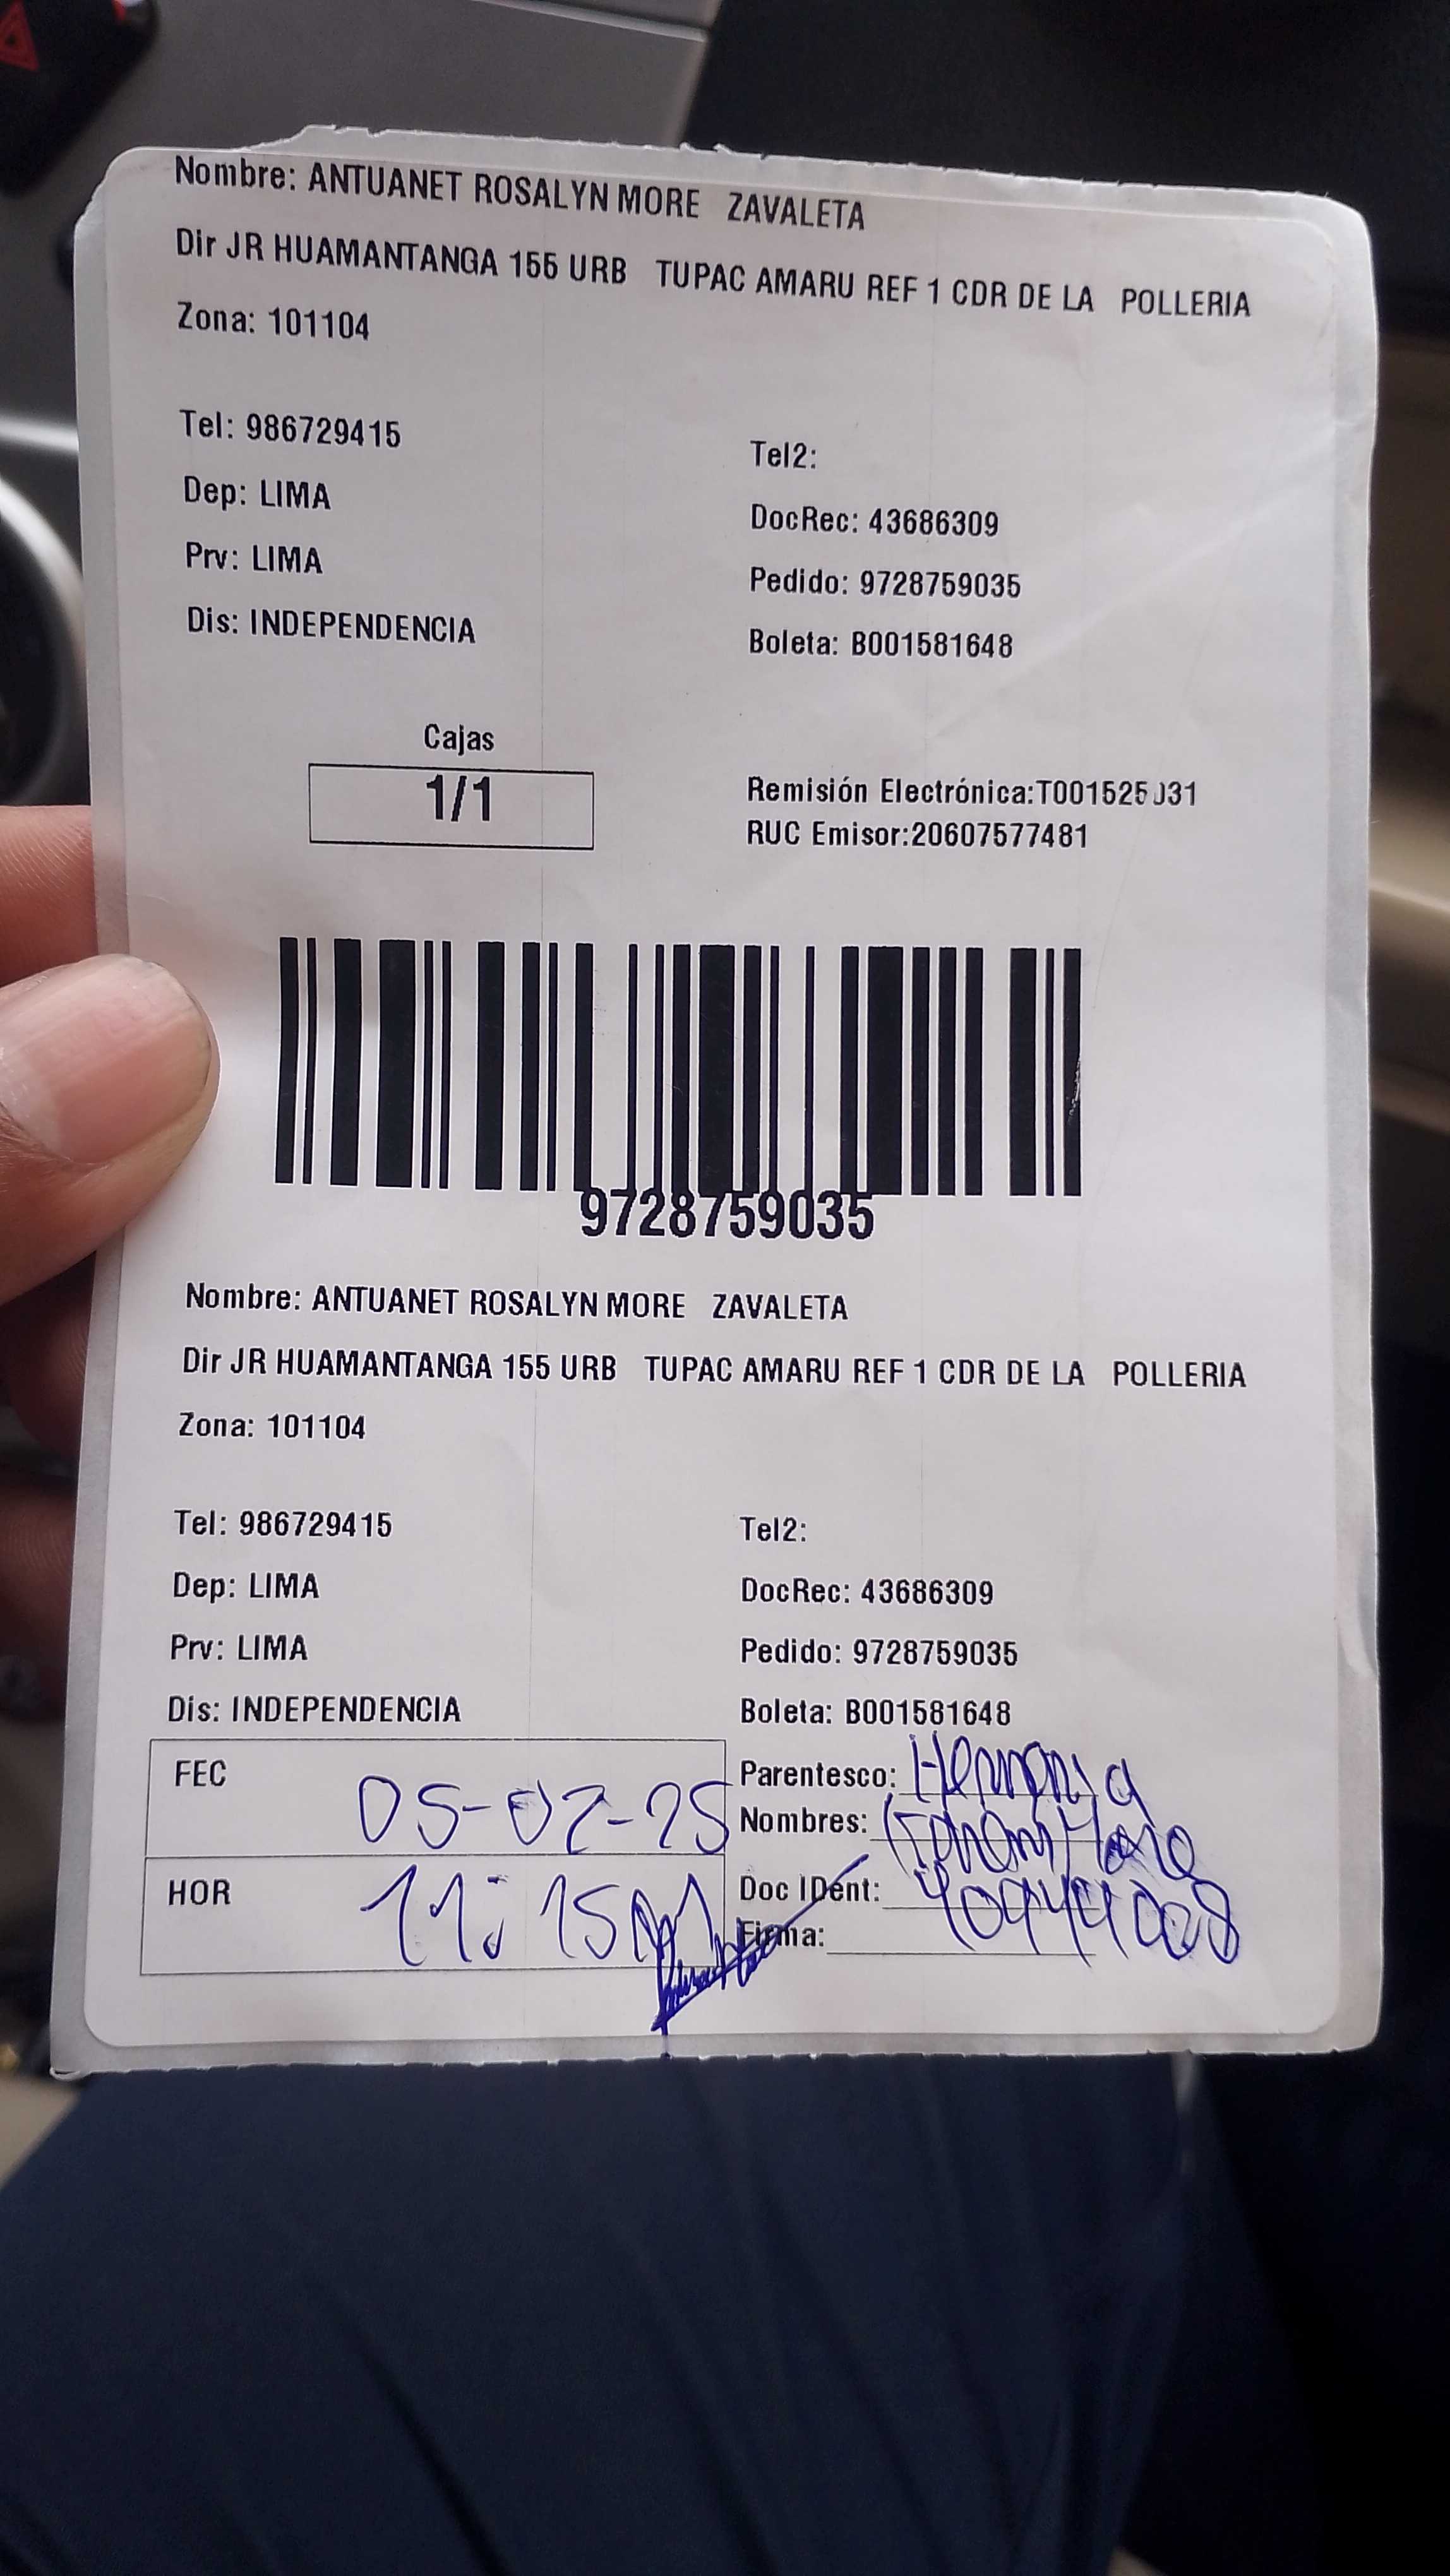 Nombre: ANTUANET ROSALYN MORE ZAVALETA
Dir JR HUAMANTANGA 155 URB TUPAC AMARU REF 1 CDR DE LA POLLERIA
Zona: 101104
Tel: 986729415
Tel2:
Dep: LIMA
DocRec: 43686309
Prv: LIMA
Pedido: 9728759035
Dis: INDEPENDENCIA
Boleta: B001581648
Cajas
1/1
Remisión Electrónica:
RUC Emisor:20607577481
9728759035
Nombre: ANTUANET ROSALYN MORE ZAVALETA
Dir JR HUAMANTANGA 155 URB TUPAC AMARU REF 1 CDR DE LA POLLERIA
Zona: 101104
Tel: 986729415
Tel2:
Dep: LIMA
DocRec: 43686309
Prv: LIMA
Pedido: 9728759035
Dis: INDEPENDENCIA
Boleta: B001581648
FEC 05-02-25
Parentesco: Hermana
Nombres:
HOR 11:15
Doc IDent:
Firma: